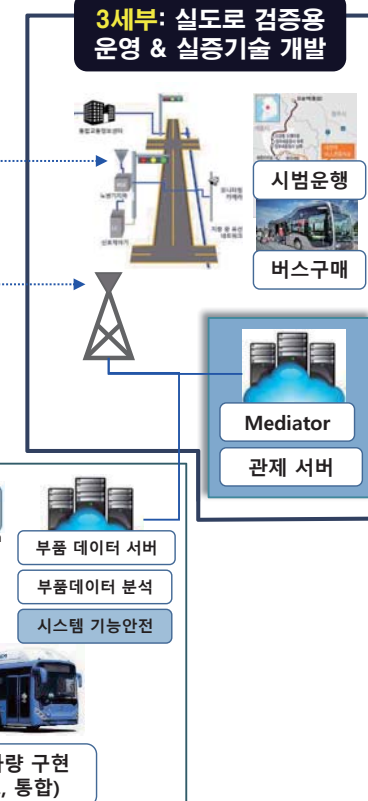 3세부: 실도로 검증용
운영 & 실증기술 개발
시범운행
버스구매
Mediator
관제 서버
부품 데이터 서버
부품데이터 분석
시스템 기능안전
량 구현
, 통합)